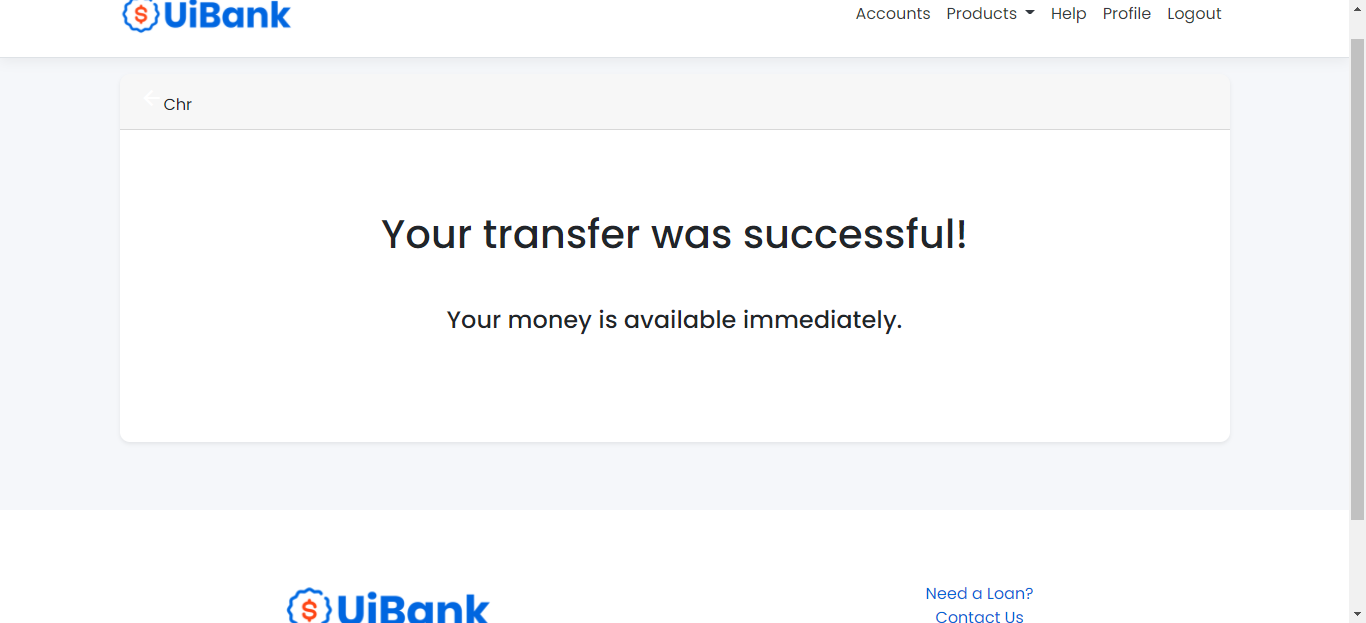 UiBank
Accounts Products Help Profile Logout
Chr
Your transfer was successful!
Your money is available immediately.
UiBank
Need a Loan?
Contact Us